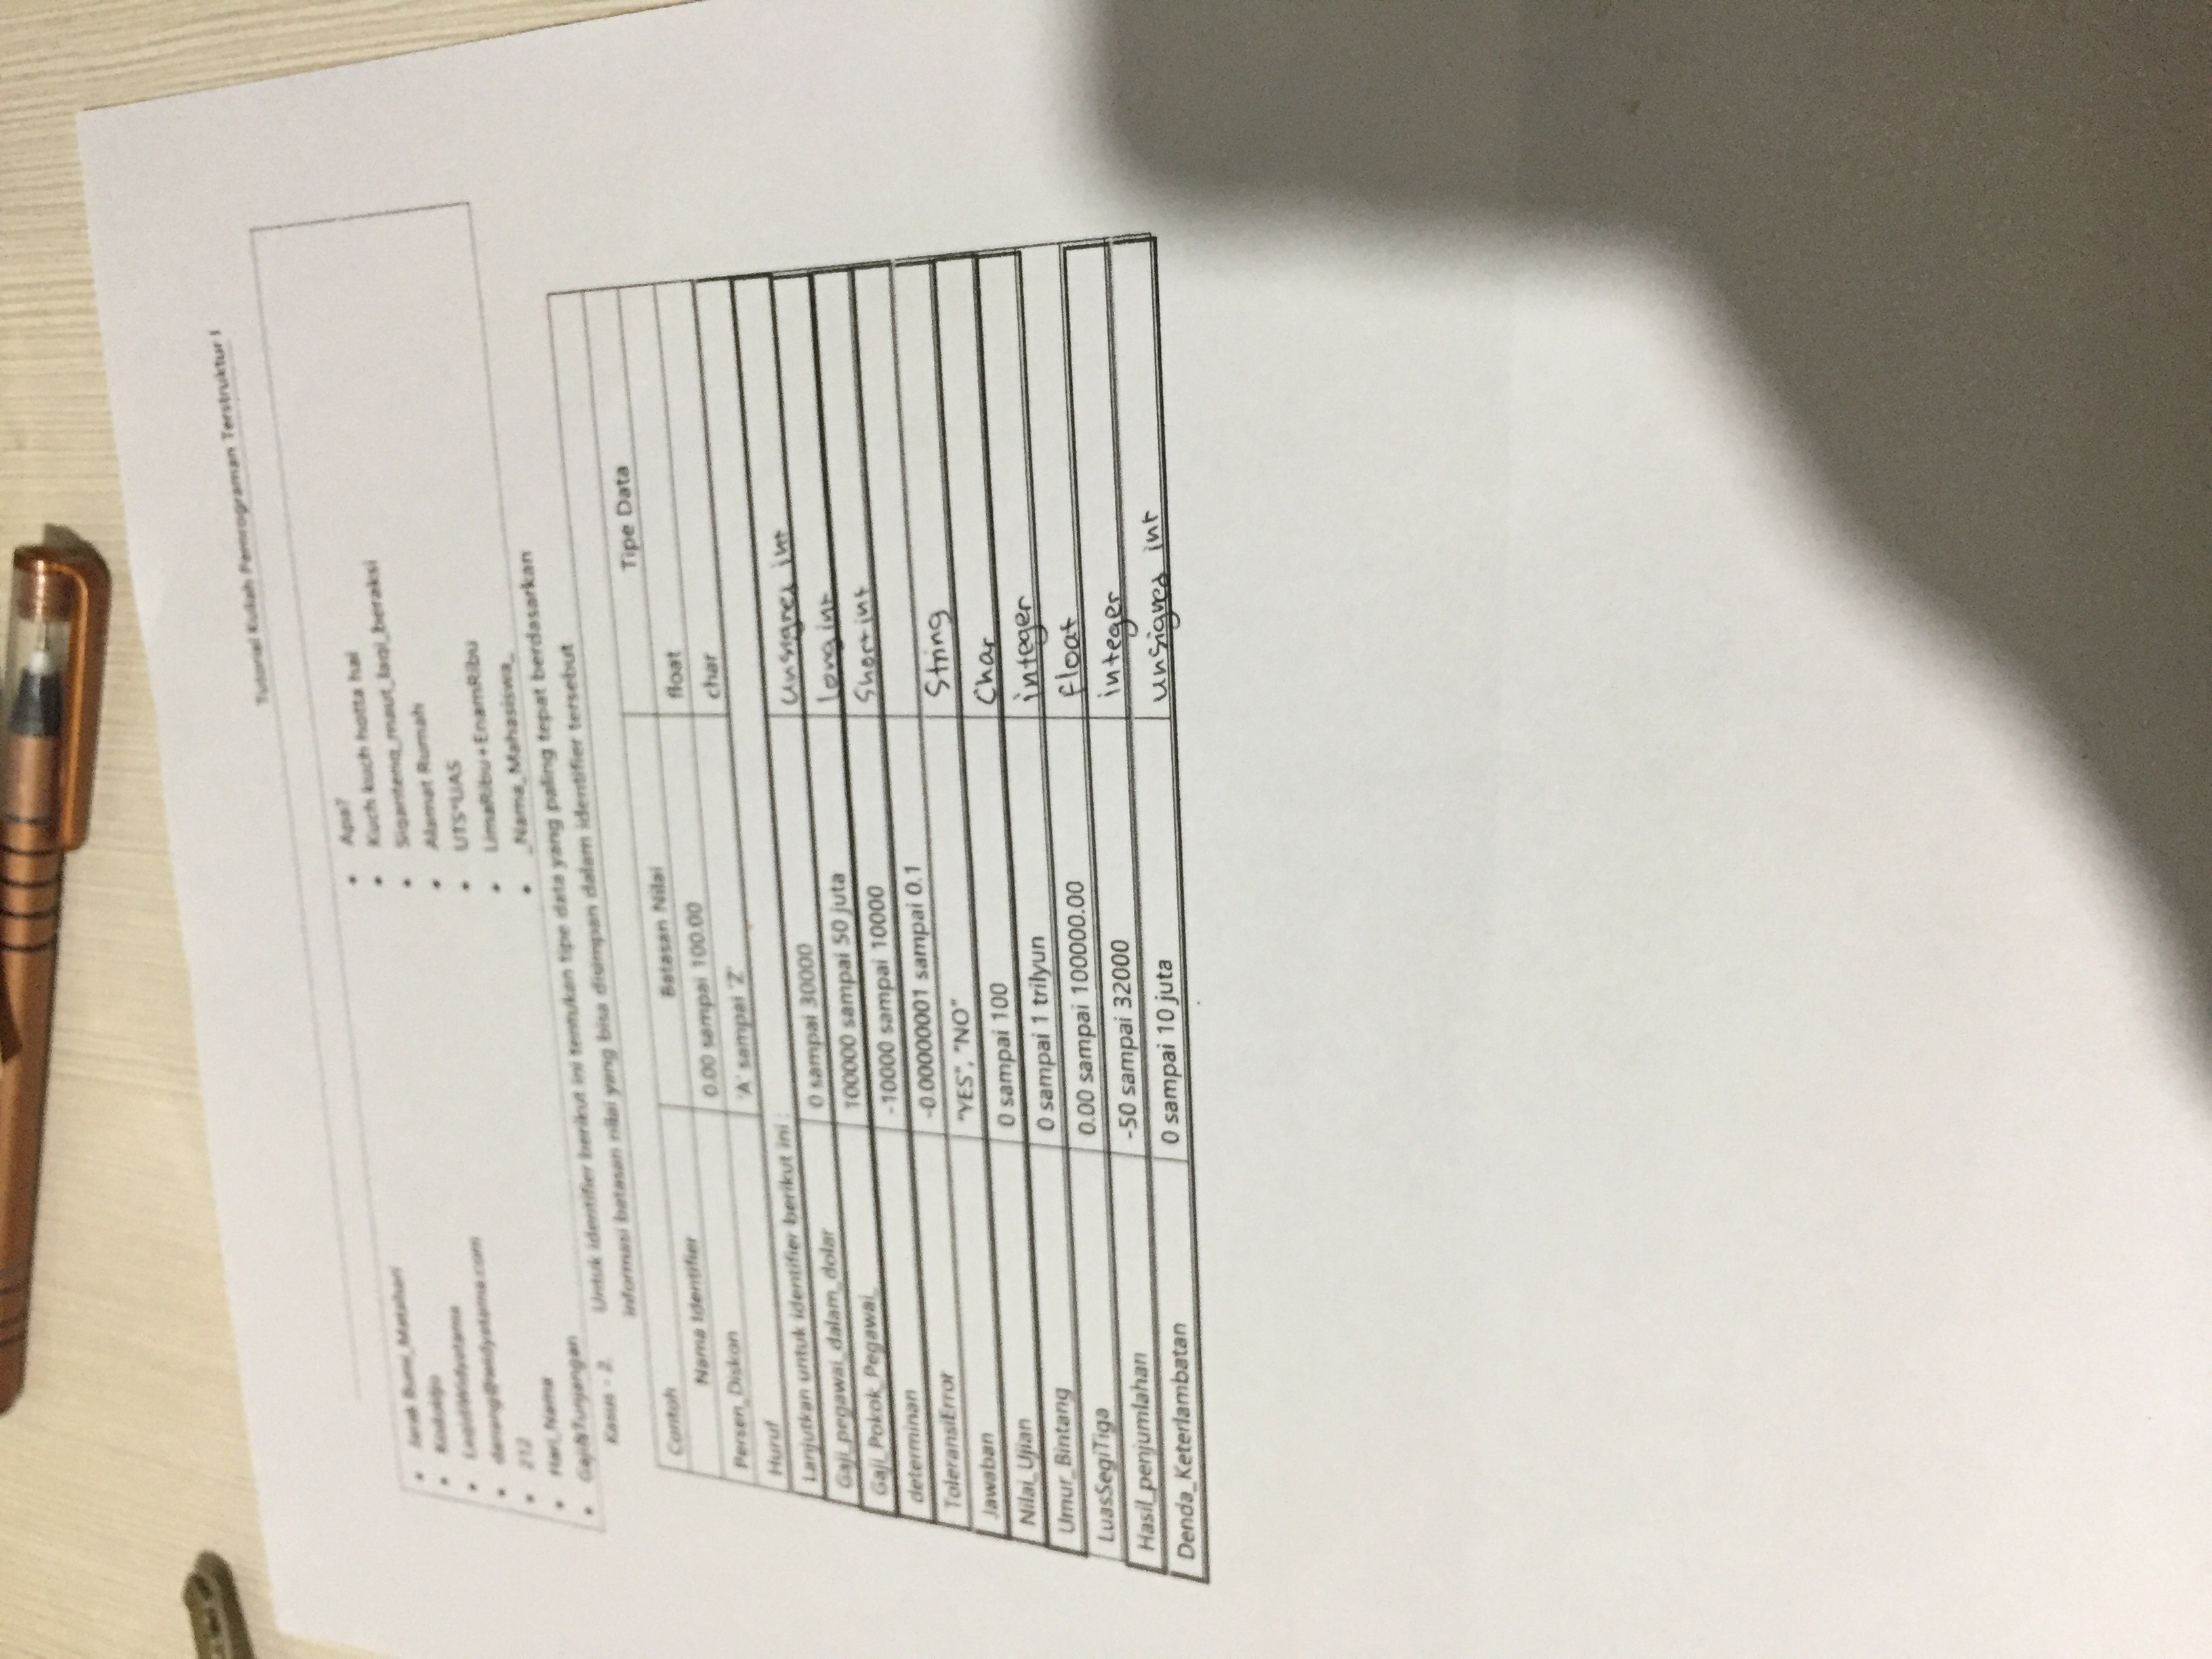 Tutorial Kuliah Pemrograman Terstruktur I
• Jarak Bumi_Matahari
• Kodokijo
• LagidiWidyatama
• danang@widyatama.com
• 212
• Hari_Nama
• Gaji&Tunjangan
• Apa?
• Kuch kuch hotta hai
• Siganteng_maut_lagi_beraksi
• Alamat Rumah
• UTS*UAS
• LimaRibu+EnamRibu
• _Nama_Mahasiswa_
Kasus - 2. Untuk identifier berikut ini tentukan tipe data yang paling tepat berdasarkan
informasi batasan nilai yang bisa disimpan dalam identifier tersebut
Contoh
Nama Identifier Batasan Nilai Tipe Data
Persen_Diskon 0.00 sampai 100.00 float
Huruf 'A' sampai 'Z' char
Lanjutkan untuk identifier berikut ini :
Gaji_pegawai_dalam_dolar 0 sampai 30000 unsigned int
Gaji_Pokok_Pegawai_ 100000 sampai 50 juta long int
determinan -10000 sampai 10000 Short int
ToleransiError -0.00000001 sampai 0.1
Jawaban "YES", "NO" String
Nilai_Ujian 0 sampai 100 Char
Umur_Bintang 0 sampai 1 trilyun integer
LuasSegiTiga 0.00 sampai 100000.00 float
Hasil_penjumlahan -50 sampai 32000 integer
Denda_Keterlambatan 0 sampai 10 juta unsigned int